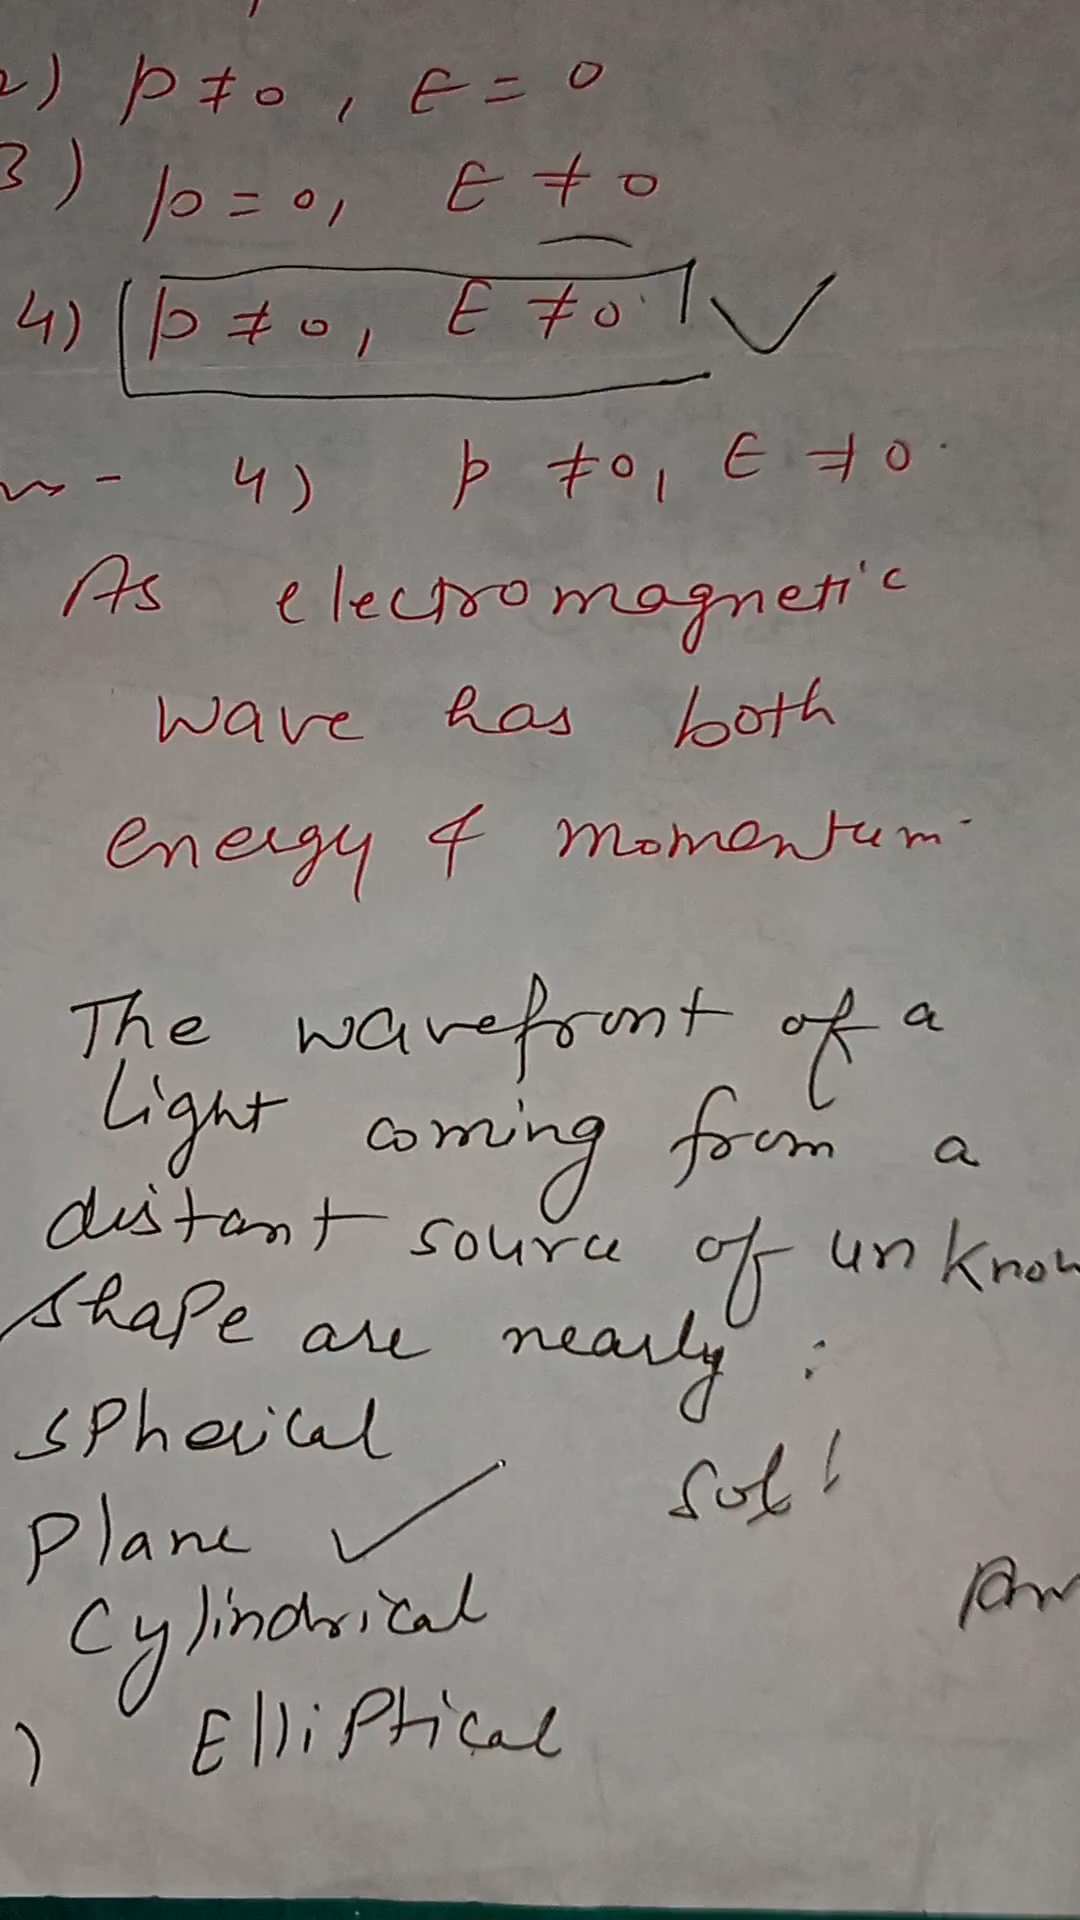 2) p ≠ 0, E = 0
3) p = 0, E ≠ 0
4) p ≠ 0, E ≠ 0
4) p ≠ 0, E ≠ 0.
As electromagnetic
wave has both
energy & momentum.
The wavefront of a
light coming from a
distant source of unknow
shape are nearly :
spherical
Sol!
plane ✓
Cylindrical
) Elliptical